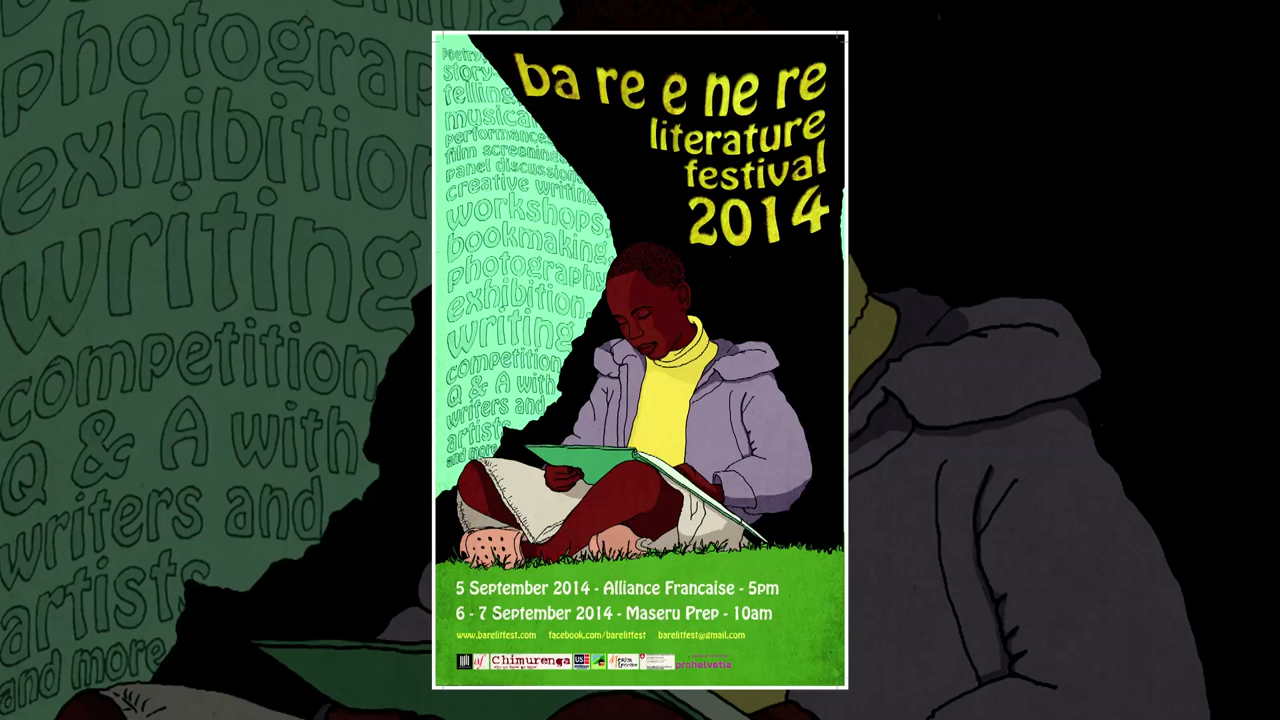 ba re e ne re
literature
festival
2014
poetry,
story-
telling,
musical
performances,
film screening,
panel discussions,
creative writing
workshops,
bookmaking,
photography
exhibition,
writing
competition
Q & A with
writers and
artists
and more
5 September 2014 - Alliance Francaise - 5pm
6 - 7 September 2014 - Maseru Prep - 10am
www.barelitfest.com facebook.com/barelitfest barelitfest@gmail.com
af Chimurenga prohelvetia
photograp
exhibition
writing
competition
Q & A with
writers and
artists
and more